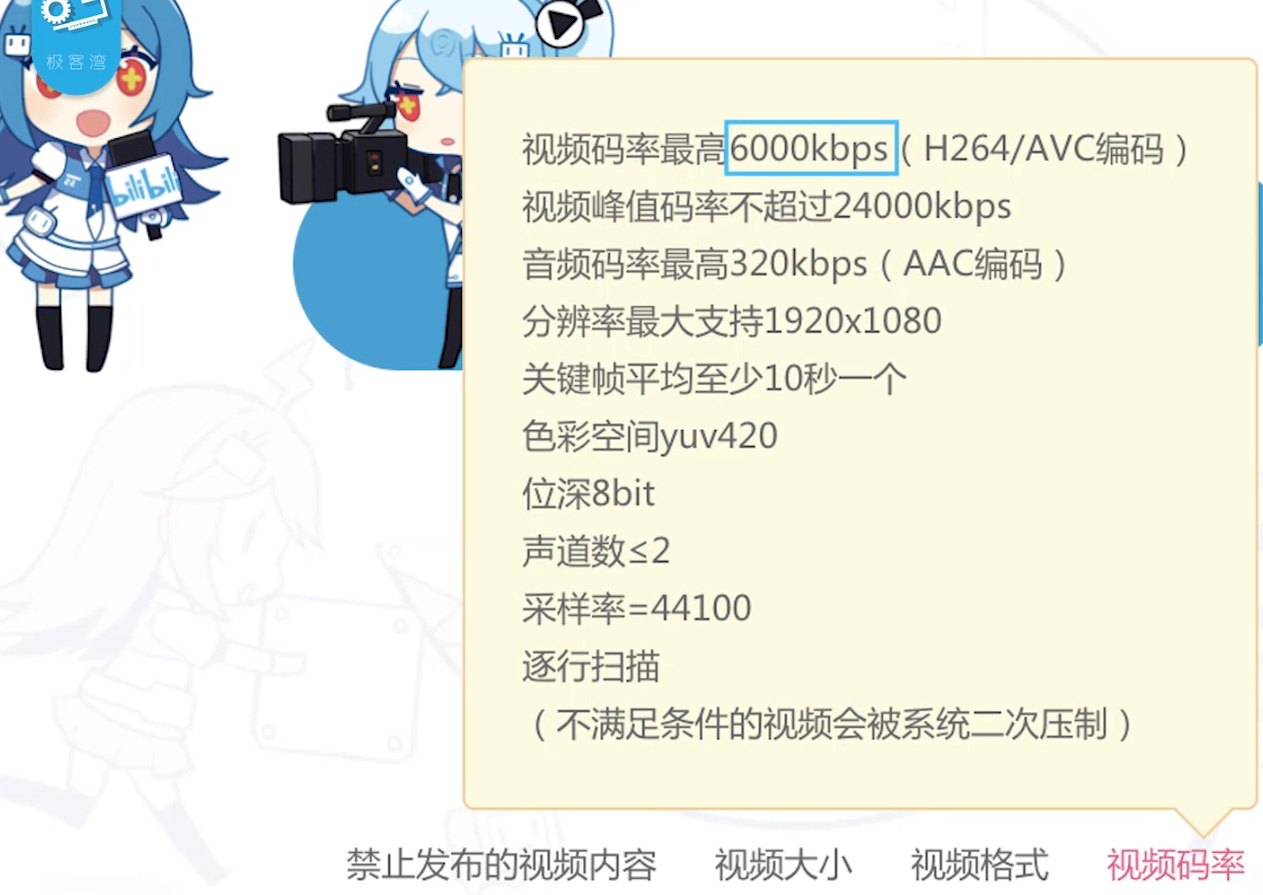 极客湾
bilibili
22
视频码率最高6000kbps（H264/AVC编码）
视频峰值码率不超过24000kbps
音频码率最高320kbps（AAC编码）
分辨率最大支持1920x1080
关键帧平均至少10秒一个
色彩空间yuv420
位深8bit
声道数≤2
采样率=44100
逐行扫描
（不满足条件的视频会被系统二次压制）
禁止发布的视频内容 视频大小 视频格式 视频码率